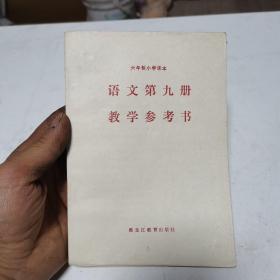 六年制小学课本
语文第九册
教学参考书
黑龙江教育出版社